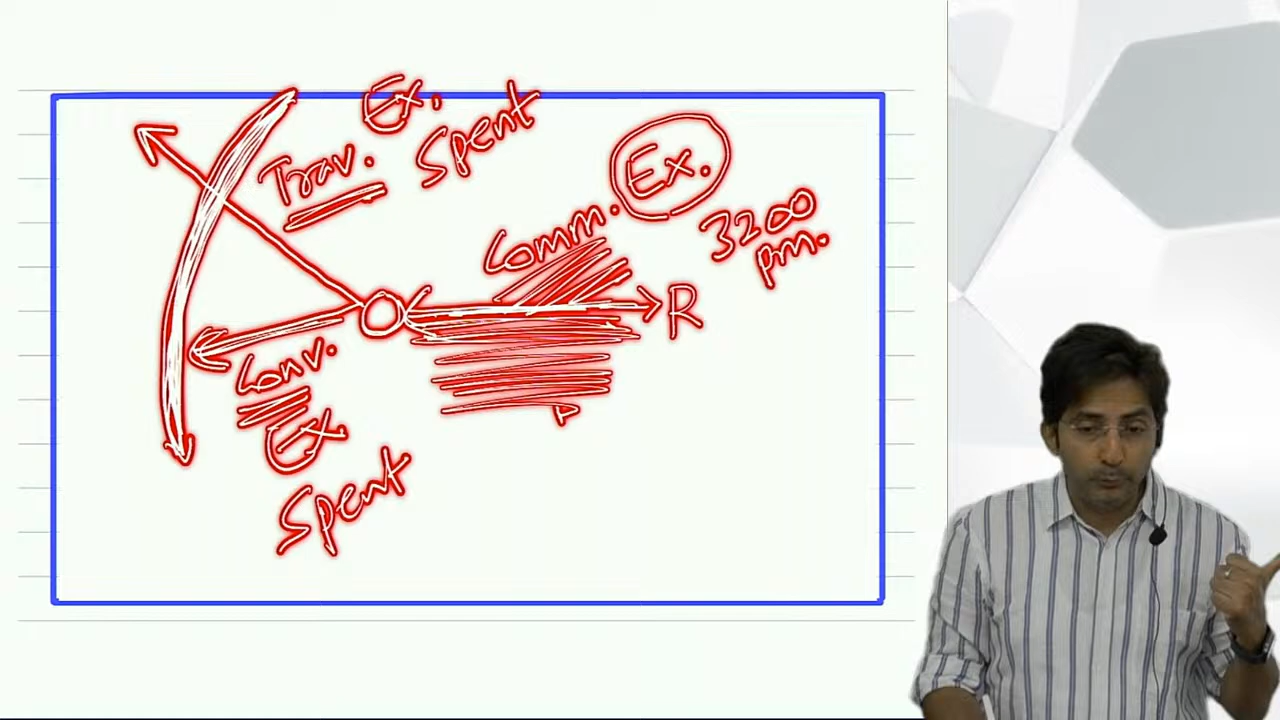 Trav. Ex.
Spent
Comm. Ex.
3200
pm.
O
R
Conv.
Ex
Spent